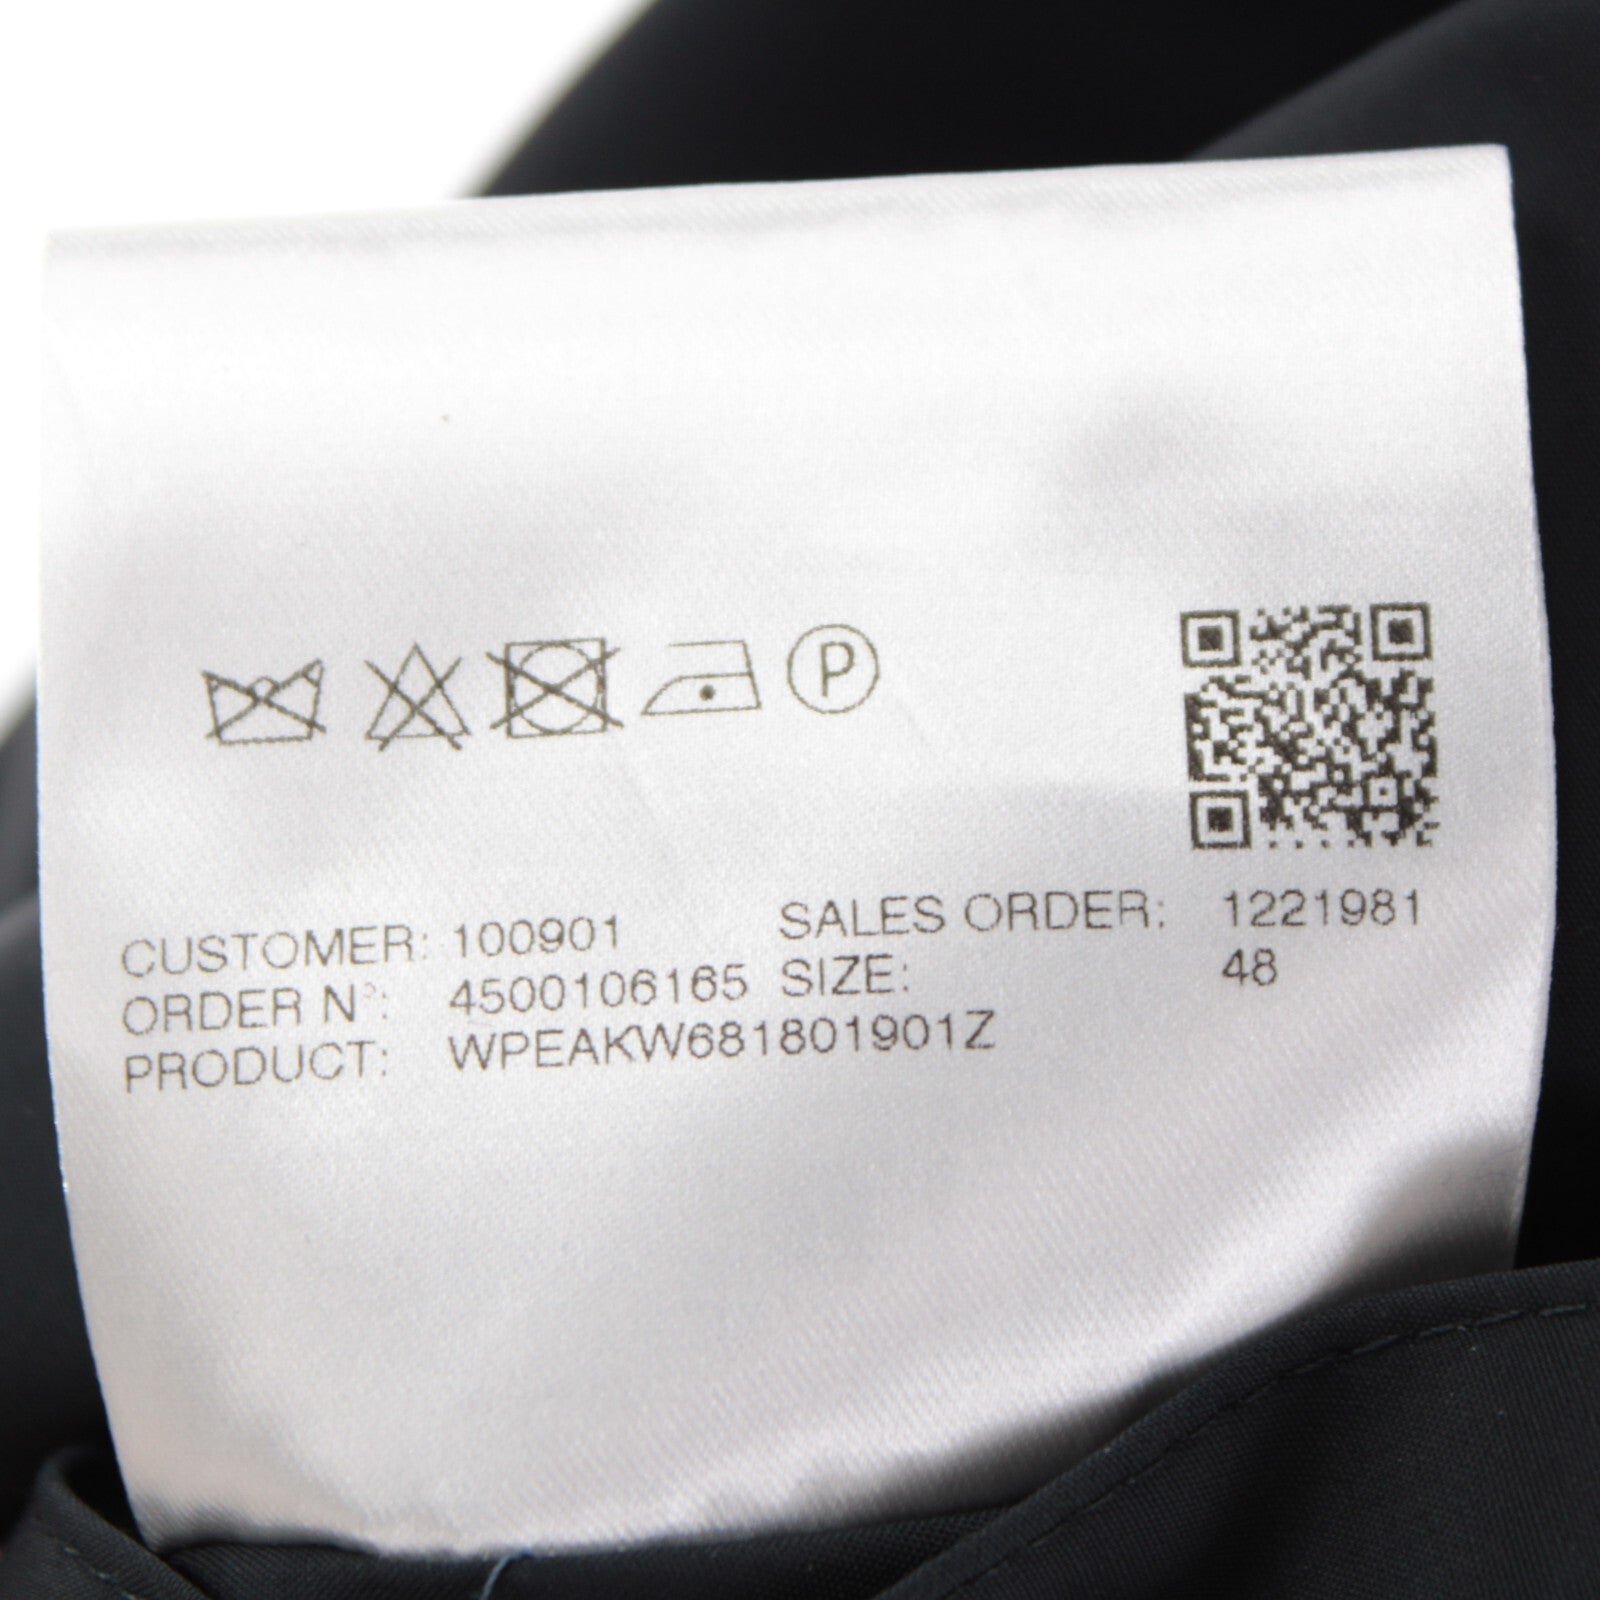 P
CUSTOMER: 100901 SALES ORDER: 1221981
ORDER N°: 4500106165 SIZE: 48
PRODUCT: WPEAKW681801901Z